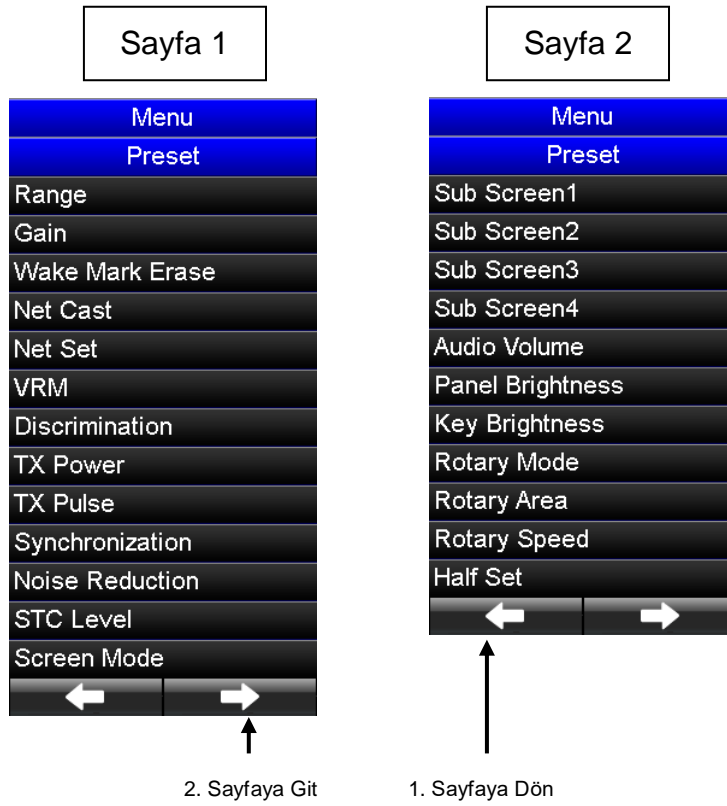 Sayfa 1
Menu
Preset
Range
Gain
Wake Mark Erase
Net Cast
Net Set
VRM
Discrimination
TX Power
TX Pulse
Synchronization
Noise Reduction
STC Level
Screen Mode
2. Sayfaya Git
Sayfa 2
Menu
Preset
Sub Screen1
Sub Screen2
Sub Screen3
Sub Screen4
Audio Volume
Panel Brightness
Key Brightness
Rotary Mode
Rotary Area
Rotary Speed
Half Set
1. Sayfaya Dön